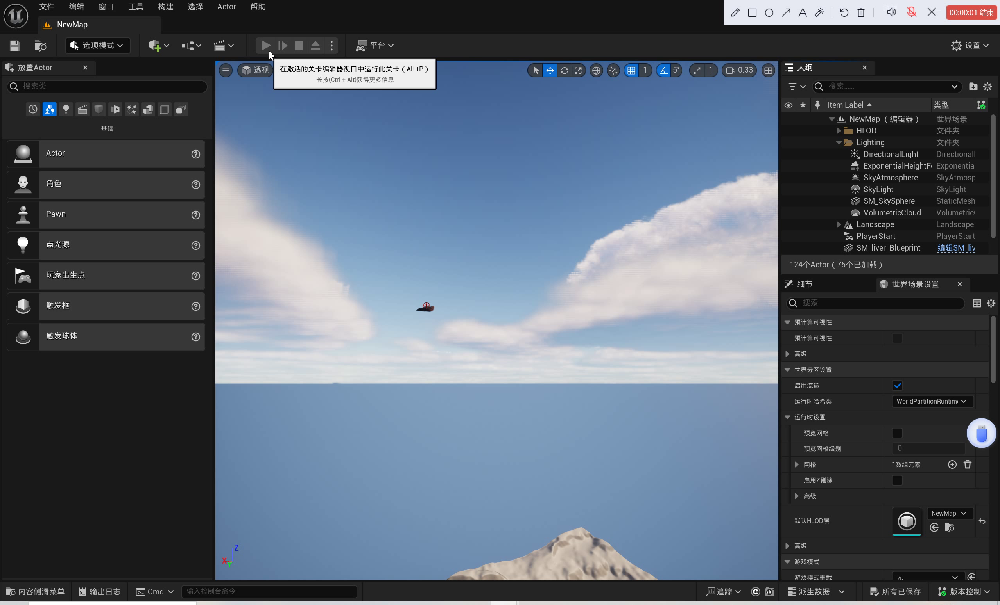 文件 编辑 窗口 工具 构建 选择 Actor 帮助
00:00:01 结束
NewMap
选项模式
平台
设置
放置Actor
搜索类
基础
Actor
角色
Pawn
点光源
玩家出生点
触发框
触发球体
透视
在激活的关卡编辑器视口中运行此关卡（Alt+P）
长按(Ctrl + Alt)获得更多信息
1
5°
1
0.33
Z
X
Y
大纲
搜索......
Item Label 类型
NewMap （编辑器） 世界场景
HLOD 文件夹
Lighting 文件夹
DirectionalLight Directional
ExponentialHeightF Exponentia
SkyAtmosphere SkyAtmosp
SkyLight SkyLight
SM_SkySphere StaticMesh
VolumetricCloud Volumetric
Landscape Landscape
PlayerStart PlayerStart
SM_liver_Blueprint 编辑SM_liv
124个Actor（75个已加载）
细节 世界场景设置
搜索
预计算可视性
预计算可视性
高级
世界分区设置
启用流送
运行时哈希类 WorldPartitionRuntim
运行时设置
预览网格
预览网格级别 0
网格 1数组元素
启用Z剔除
高级
默认HLOD层 NewMap_
高级
游戏模式
游戏模式重载 无
内容侧滑菜单 输出日志 Cmd 输入控制台命令
追踪 派生数据 所有已保存 版本控制